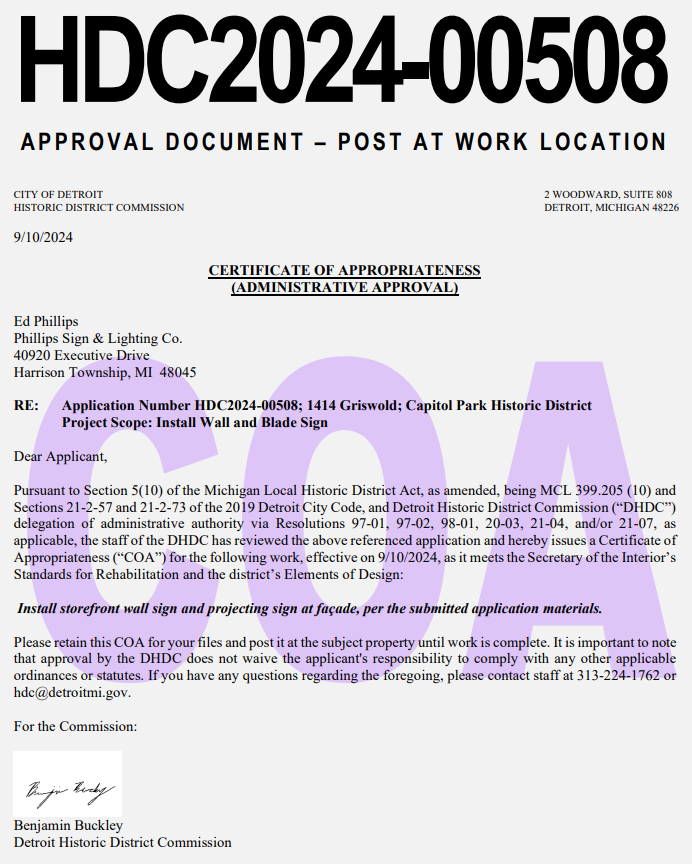 HDC2024-00508
APPROVAL DOCUMENT – POST AT WORK LOCATION
CITY OF DETROIT
HISTORIC DISTRICT COMMISSION
2 WOODWARD, SUITE 808
DETROIT, MICHIGAN 48226
9/10/2024
CERTIFICATE OF APPROPRIATENESS
(ADMINISTRATIVE APPROVAL)
Ed Phillips
Phillips Sign & Lighting Co.
40920 Executive Drive
Harrison Township, MI 48045
RE: Application Number HDC2024-00508; 1414 Griswold; Capitol Park Historic District
Project Scope: Install Wall and Blade Sign
Dear Applicant,
Pursuant to Section 5(10) of the Michigan Local Historic District Act, as amended, being MCL 399.205 (10) and
Sections 21-2-57 and 21-2-73 of the 2019 Detroit City Code, and Detroit Historic District Commission (“DHDC”)
delegation of administrative authority via Resolutions 97-01, 97-02, 98-01, 20-03, 21-04, and/or 21-07, as
applicable, the staff of the DHDC has reviewed the above referenced application and hereby issues a Certificate of
Appropriateness (“COA”) for the following work, effective on 9/10/2024, as it meets the Secretary of the Interior’s
Standards for Rehabilitation and the district’s Elements of Design:
Install storefront wall sign and projecting sign at façade, per the submitted application materials.
Please retain this COA for your files and post it at the subject property until work is complete. It is important to note
that approval by the DHDC does not waive the applicant's responsibility to comply with any other applicable
ordinances or statutes. If you have any questions regarding the foregoing, please contact staff at 313-224-1762 or
hdc@detroitmi.gov.
For the Commission:
Benjamin Buckley
Detroit Historic District Commission
COA